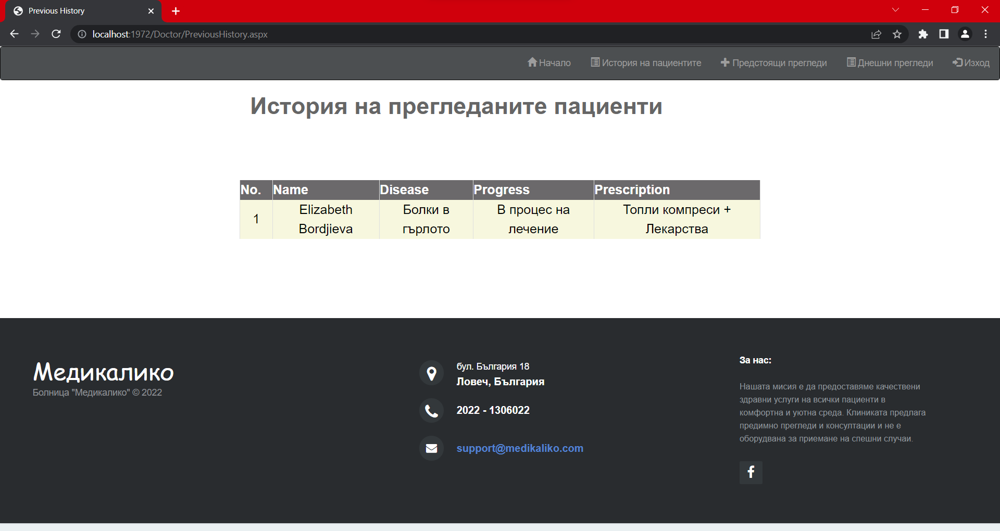 Previous History
localhost:1972/Doctor/PreviousHistory.aspx
Начало История на пациентите Предстоящи прегледи Днешни прегледи Изход
История на прегледаните пациенти
No. Name Disease Progress Prescription
1 Elizabeth Bordjieva Болки в гърлото В процес на лечение Топли компреси + Лекарства
Медикалико
Болница "Медикалико" © 2022
бул. България 18
Ловеч, България
2022 - 1306022
support@medikaliko.com
За нас:
Нашата мисия е да предоставяме качествени
здравни услуги на всички пациенти в
комфортна и уютна среда. Клиниката предлага
предимно прегледи и консултации и не е
оборудвана за приемане на спешни случаи.